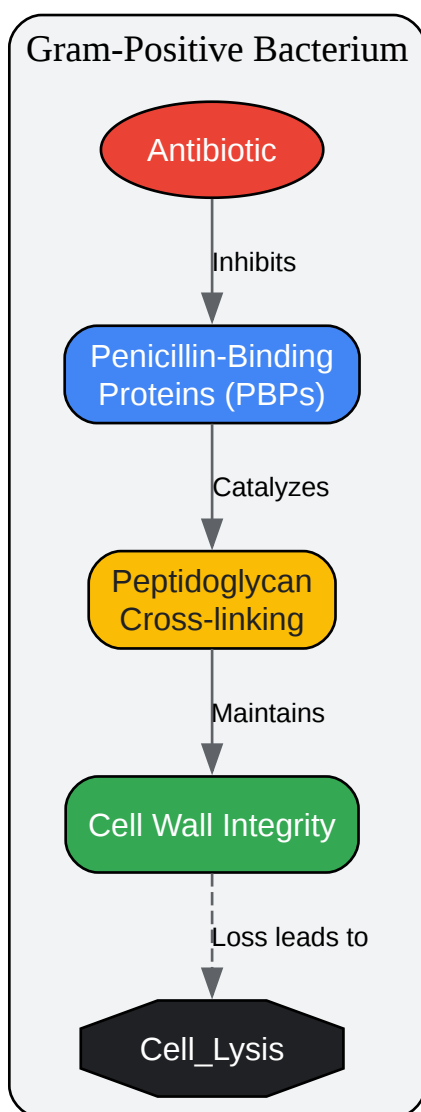 Gram-Positive Bacterium
Antibiotic
Inhibits
Penicillin-Binding
Proteins (PBPs)
Catalyzes
Peptidoglycan
Cross-linking
Maintains
Cell Wall Integrity
Loss leads to
Cell_Lysis